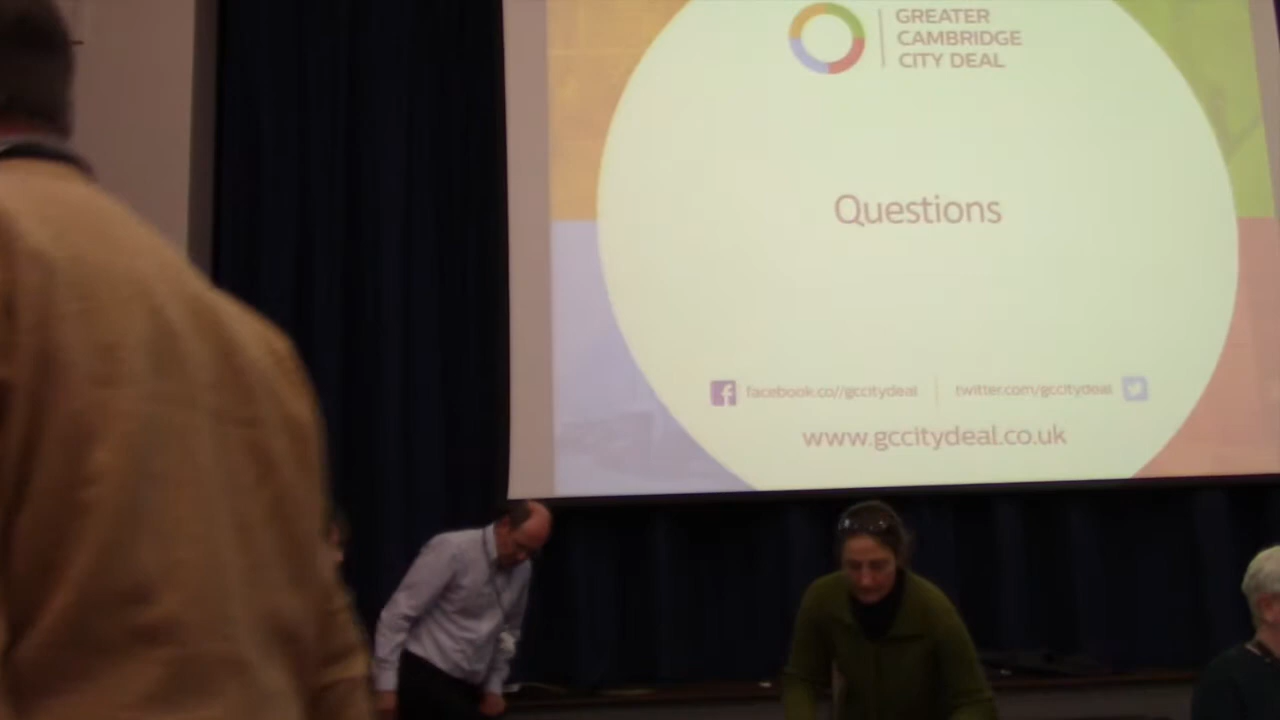 GREATER
CAMBRIDGE
CITY DEAL
Questions
facebook.co//gccitydeal
twitter.com/gccitydeal
www.gccitydeal.co.uk